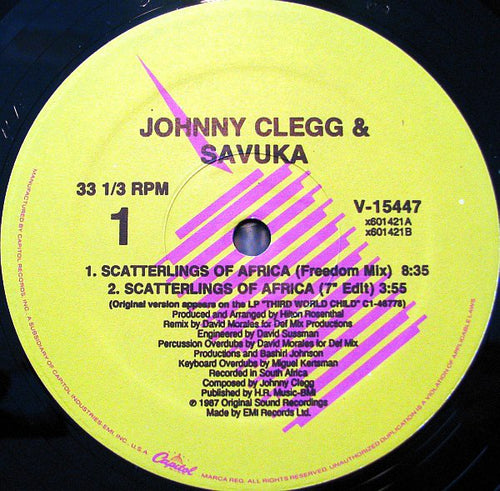 JOHNNY CLEGG &
SAVUKA
33 1/3 RPM
1
V-15447
x601421A
x601421B
1. SCATTERLINGS OF AFRICA (Freedom Mix) 8:35
2. SCATTERLINGS OF AFRICA (7" Edit) 3:55
(Original version appears on the LP "THIRD WORLD CHILD" C1-46778)
Produced and Arranged by Hilton Rosenthal
Remix by David Morales for Def Mix Productions
Engineered by David Sussman
Percussion Overdubs by David Morales for Def Mix
Productions and Bashiri Johnson
Keyboard Overdubs by Miguel Kertsman
Recorded in South Africa
Composed by Johnny Clegg
Published by H.R. Music-BMI
℗ 1987 Original Sound Recordings
Made by EMI Records Ltd.
MANUFACTURED BY CAPITOL RECORDS, INC., A SUBSIDIARY OF CAPITOL INDUSTRIES-EMI, INC., U.S.A.
Capitol
MARCA REG. ALL RIGHTS RESERVED. UNAUTHORIZED DUPLICATION IS A VIOLATION OF APPLICABLE LAWS